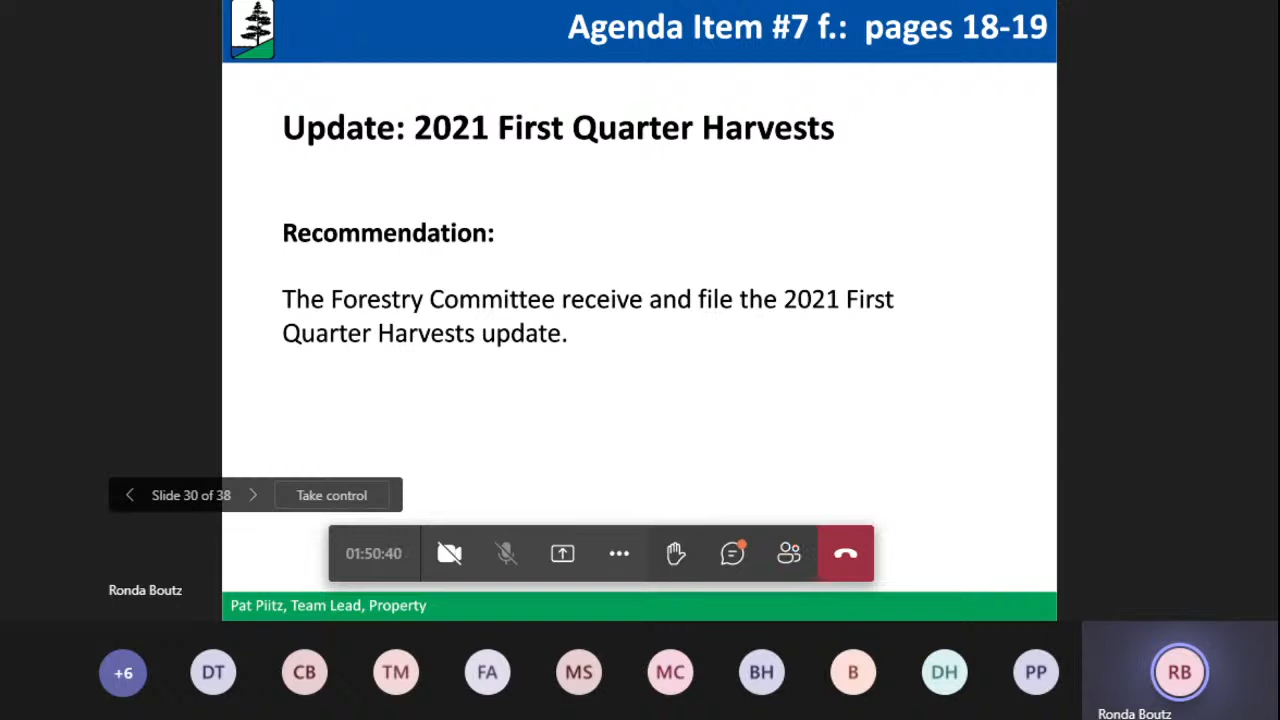 Agenda Item #7 f.: pages 18-19
Update: 2021 First Quarter Harvests
Recommendation:
The Forestry Committee receive and file the 2021 First
Quarter Harvests update.
Slide 30 of 38
Take control
01:50:40
Ronda Boutz
Pat Piitz, Team Lead, Property
+6
DT
CB
TM
FA
MS
MC
BH
B
DH
PP
RB
Ronda Boutz